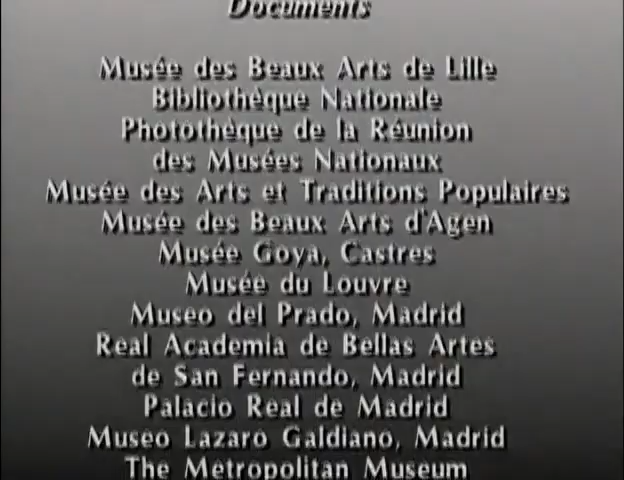 Documents
Musée des Beaux Arts de Lille
Bibliothèque Nationale
Photothèque de la Réunion
des Musées Nationaux
Musée des Arts et Traditions Populaires
Musée des Beaux Arts d'Agen
Musée Goya, Castres
Musée du Louvre
Museo del Prado, Madrid
Real Academia de Bellas Artes
de San Fernando, Madrid
Palacio Real de Madrid
Museo Lazaro Galdiano, Madrid
The Metropolitan Museum